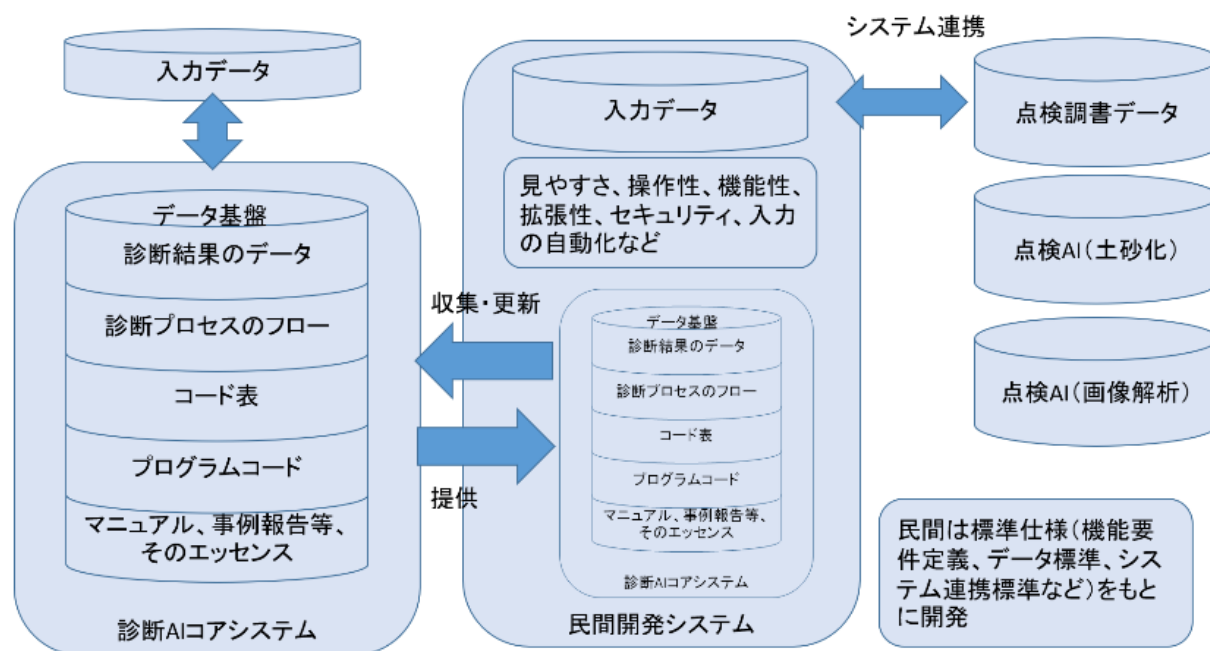 入力データ
データ基盤
診断結果のデータ
診断プロセスのフロー
コード表
プログラムコード
マニュアル、事例報告等、
そのエッセンス
診断AIコアシステム
収集・更新
提供
入力データ
見やすさ、操作性、機能性、
拡張性、セキュリティ、入力
の自動化など
データ基盤
診断結果のデータ
診断プロセスのフロー
コード表
プログラムコード
マニュアル、事例報告等、
そのエッセンス
診断AIコアシステム
民間開発システム
システム連携
点検調書データ
点検AI(土砂化)
点検AI(画像解析)
民間は標準仕様(機能要
件定義、データ標準、シス
テム連携標準など)をもと
に開発